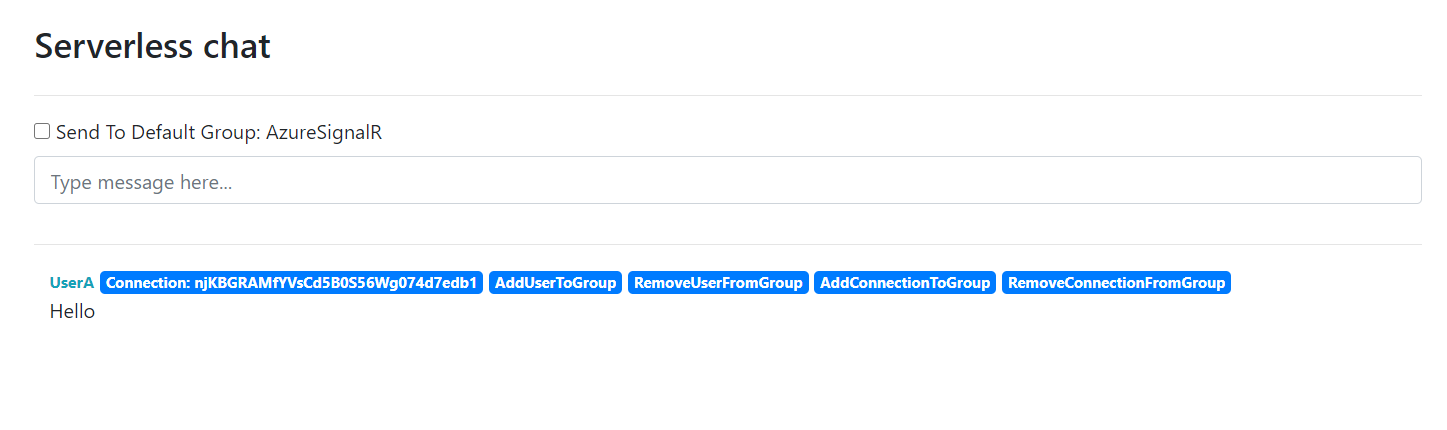 Serverless chat
Send To Default Group: AzureSignalR
Type message here...
UserA Connection: njKBGRAMfYVsCd5B0S56Wg074d7edb1 AddUserToGroup RemoveUserFromGroup AddConnectionToGroup RemoveConnectionFromGroup
Hello